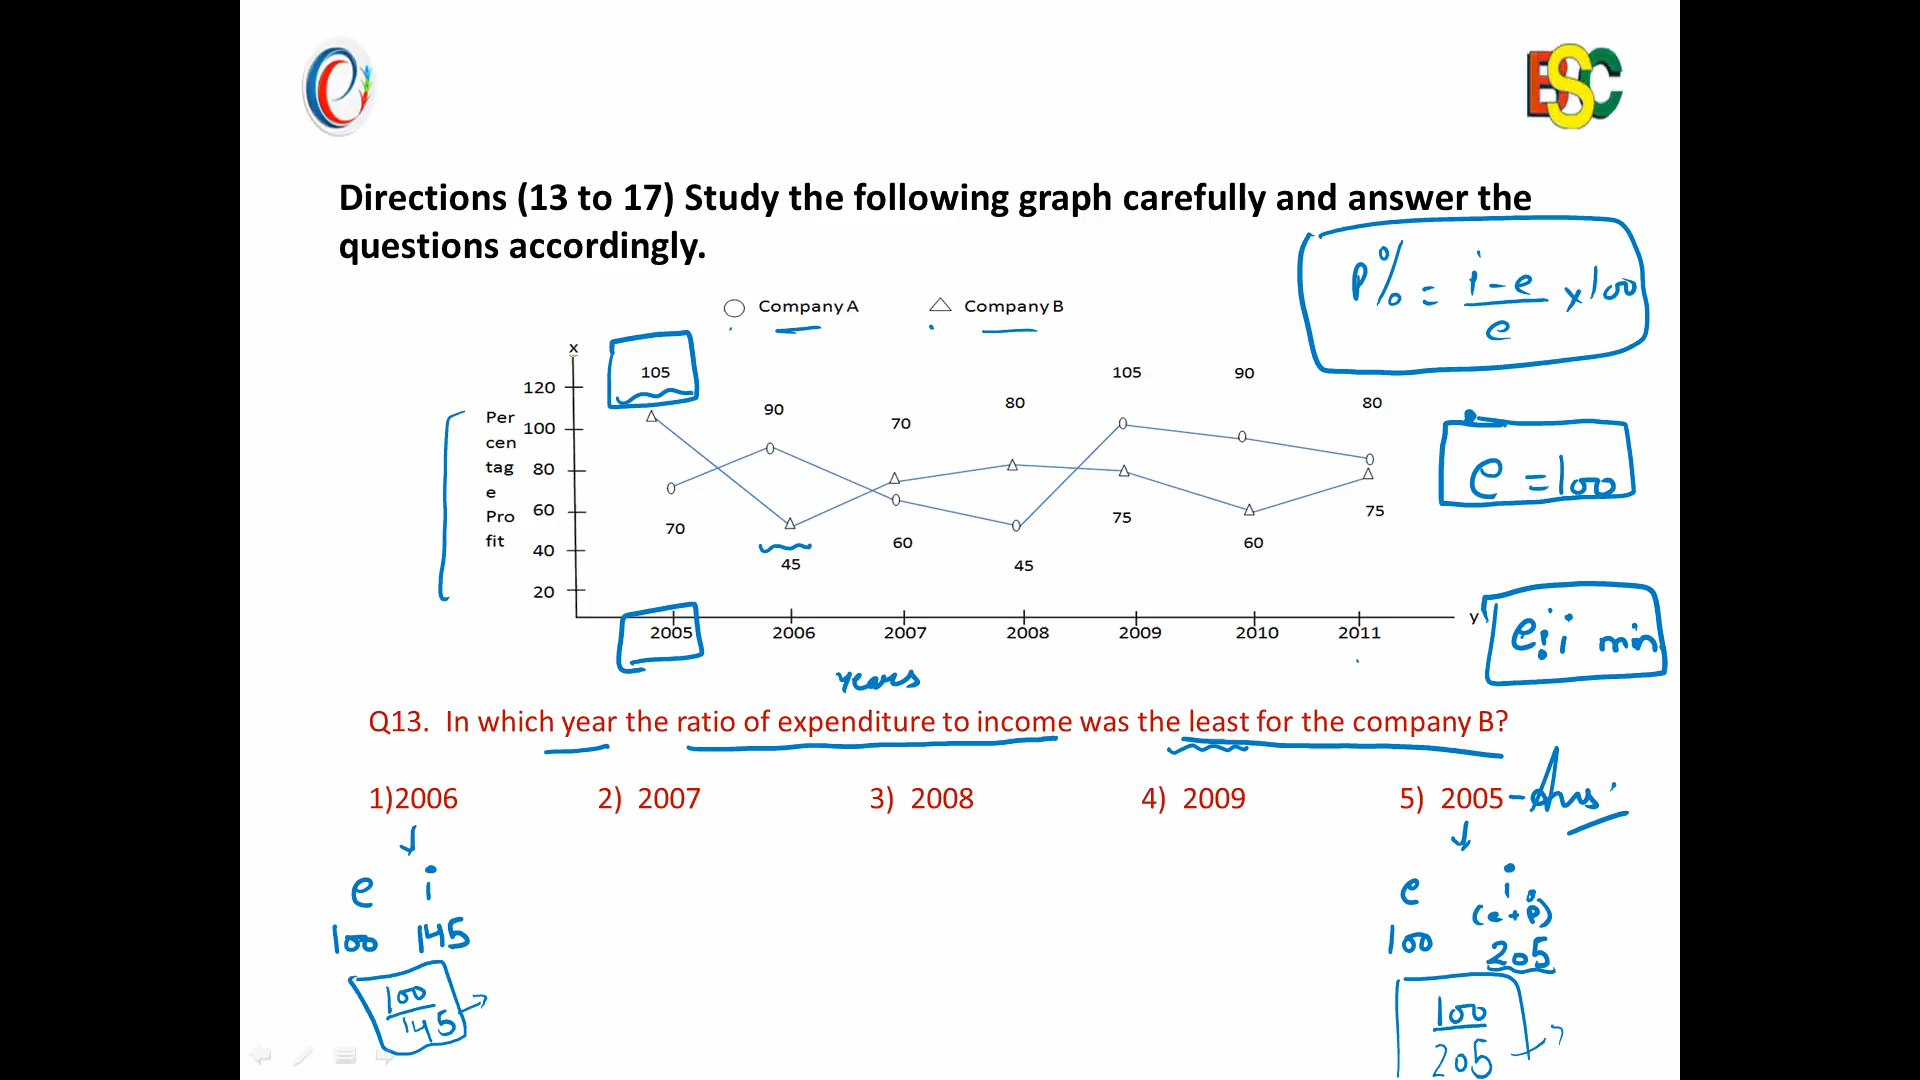 BSC
Directions (13 to 17) Study the following graph carefully and answer the
questions accordingly.
P% = i - e / e x 100
Company A Company B
x
105 105 90
120
90 80 80
Per
cen
tag
e
Pro
fit
100
70
80
60
70 75 75
60 60
40
45 45
20
y
2005 2006 2007 2008 2009 2010 2011
e = 100
e : i min
years
Q13. In which year the ratio of expenditure to income was the least for the company B?
1)2006 2) 2007 3) 2008 4) 2009 5) 2005 - Ans.
e i
100 145
100/145
e i
(e + P)
100 205
100/205